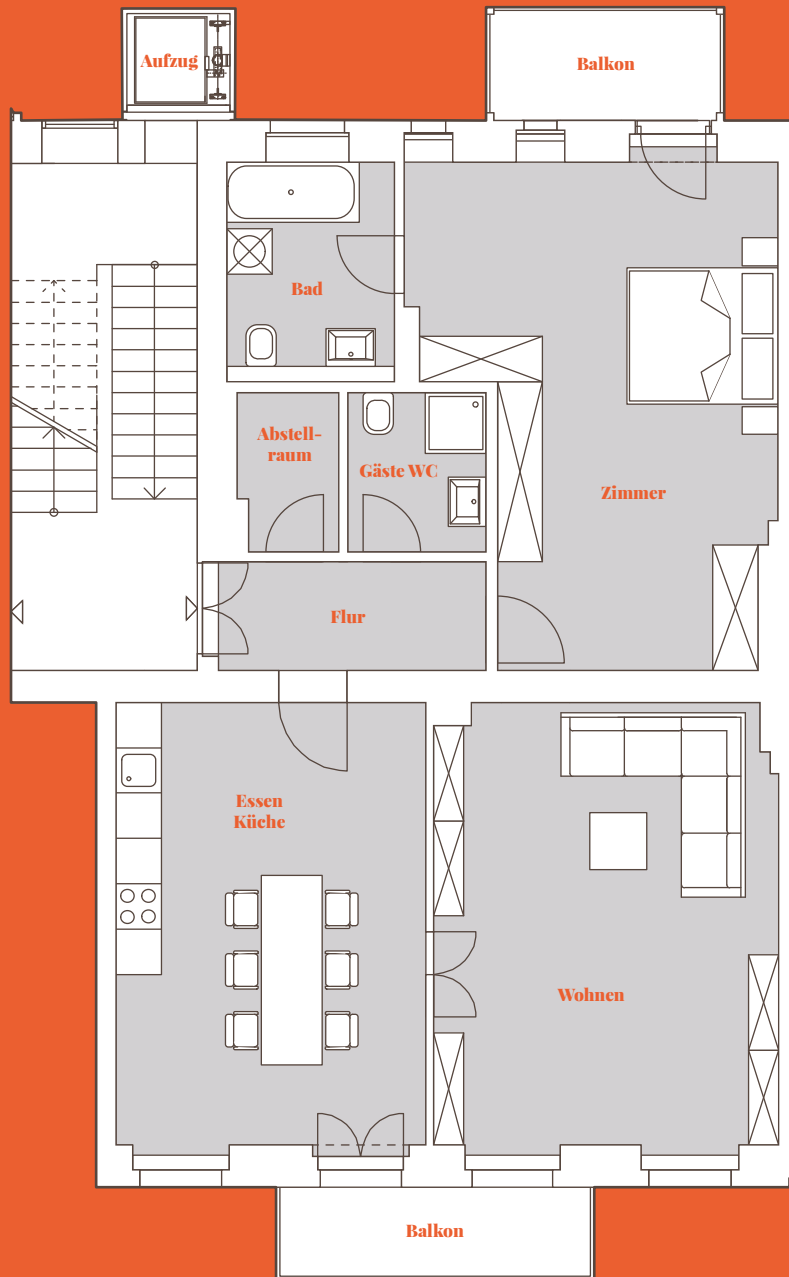 Aufzug
Balkon
Bad
Abstell-
raum
Gäste WC
Zimmer
Flur
Essen
Küche
Wohnen
Balkon